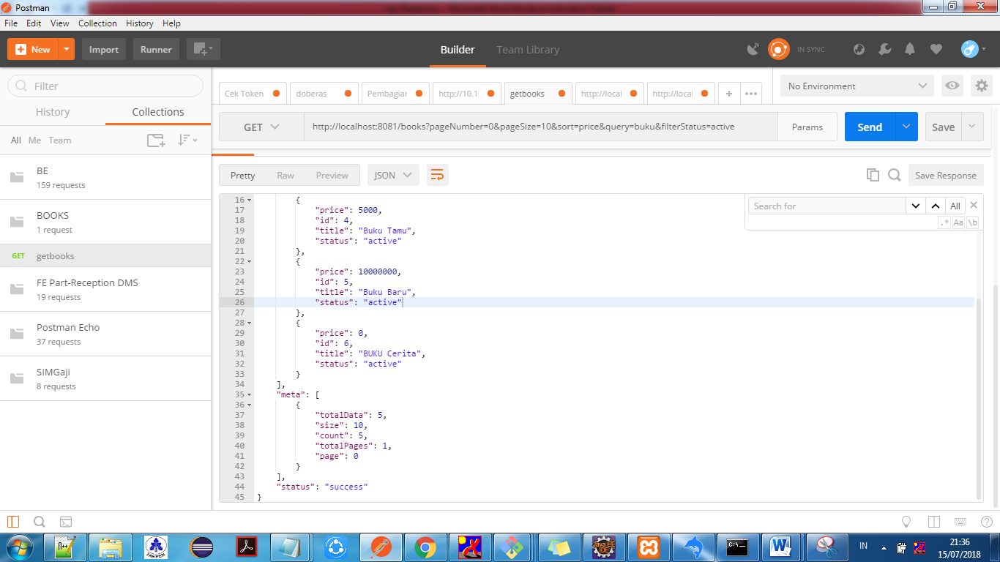 Postman
File Edit View Collection History Help
New Import Runner Builder Team Library IN SYNC
Filter
History Collections
All Me Team
BE
159 requests
BOOKS
1 request
GET getbooks
FE Part-Reception DMS
19 requests
Postman Echo
37 requests
SIMGaji
8 requests
Cek Token doberas Pembagian http://10.1 getbooks http://local http://local + •••
No Environment
GET http://localhost:8081/books?pageNumber=0&pageSize=10&sort=price&query=buku&filterStatus=active Params Send Save
Pretty Raw Preview JSON Save Response
Search for All
.* Aa \b
16 {
17 "price": 5000,
18 "id": 4,
19 "title": "Buku Tamu",
20 "status": "active"
21 },
22 {
23 "price": 10000000,
24 "id": 5,
25 "title": "Buku Baru",
26 "status": "active"
27 },
28 {
29 "price": 0,
30 "id": 6,
31 "title": "BUKU Cerita",
32 "status": "active"
33 }
34 ],
35 "meta": [
36 {
37 "totalData": 5,
38 "size": 10,
39 "count": 5,
40 "totalPages": 1,
41 "page": 0
42 }
43 ],
44 "status": "success"
45 }
IN 21:36
15/07/2018